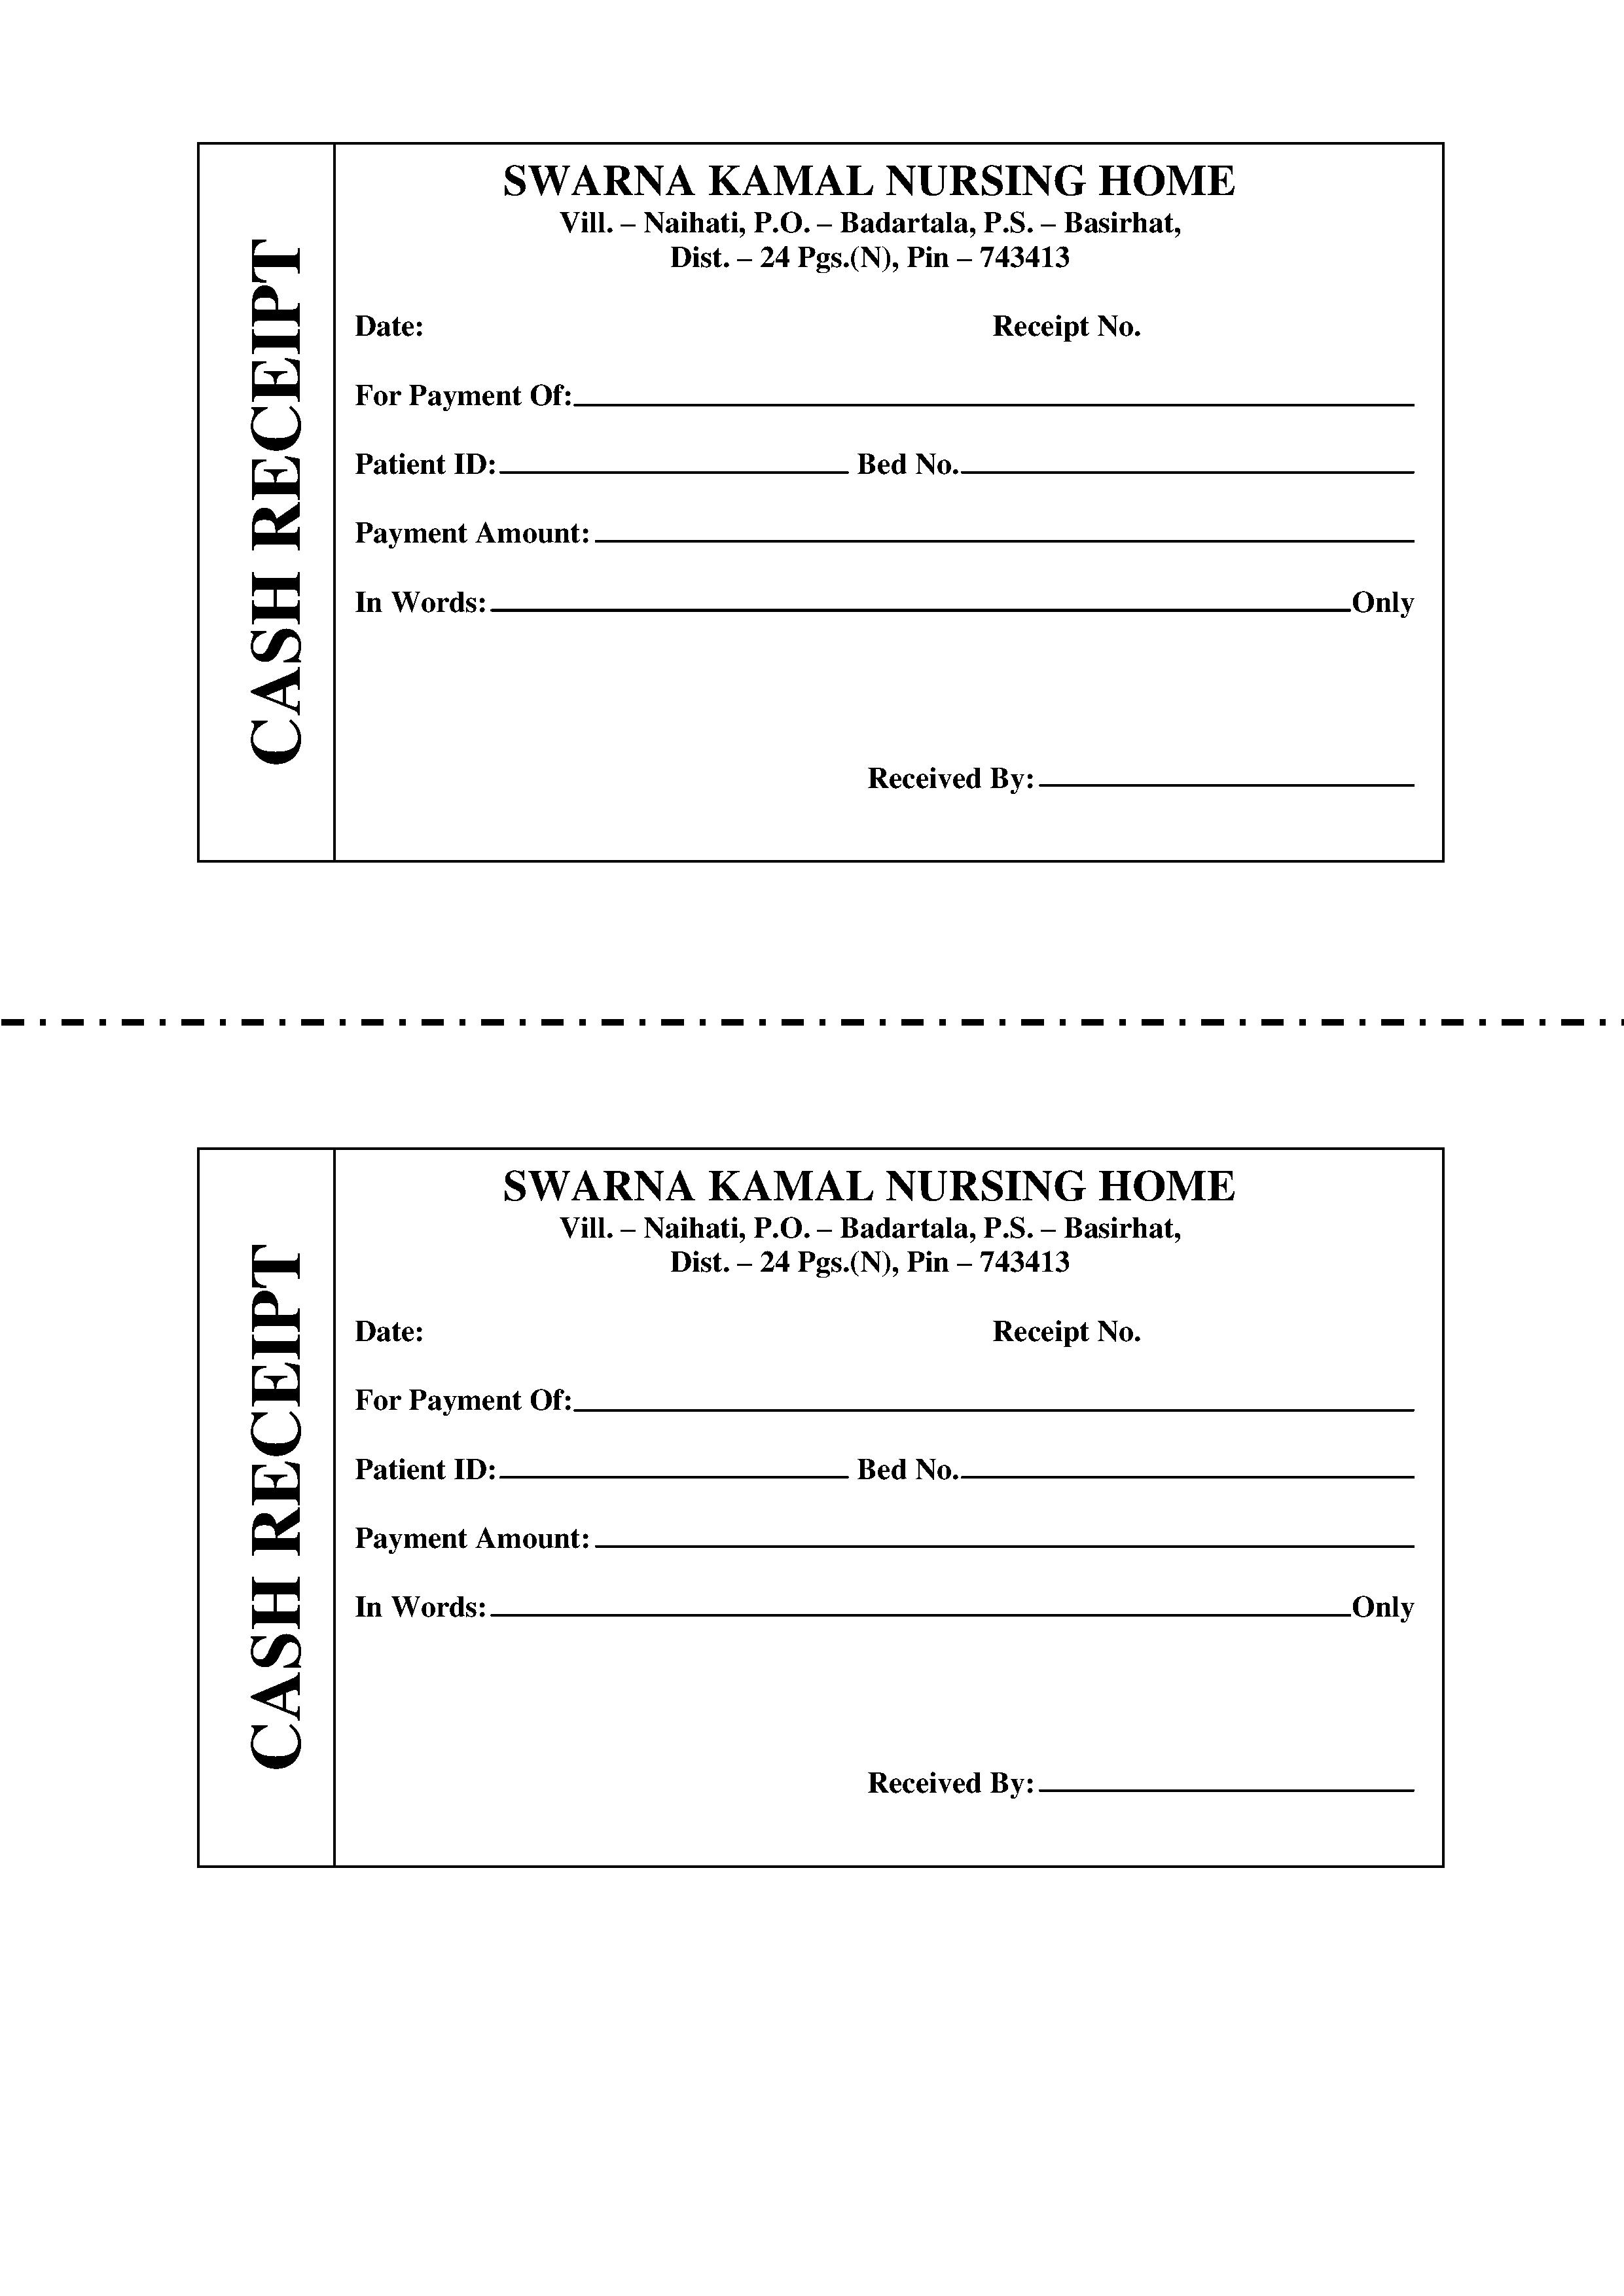 CASH RECEIPT
SWARNA KAMAL NURSING HOME
Vill. – Naihati, P.O. – Badartala, P.S. – Basirhat,
Dist. – 24 Pgs.(N), Pin – 743413
Date: Receipt No.
For Payment Of:
Patient ID: Bed No.
Payment Amount:
In Words: Only
Received By:
CASH RECEIPT
SWARNA KAMAL NURSING HOME
Vill. – Naihati, P.O. – Badartala, P.S. – Basirhat,
Dist. – 24 Pgs.(N), Pin – 743413
Date: Receipt No.
For Payment Of:
Patient ID: Bed No.
Payment Amount:
In Words: Only
Received By: